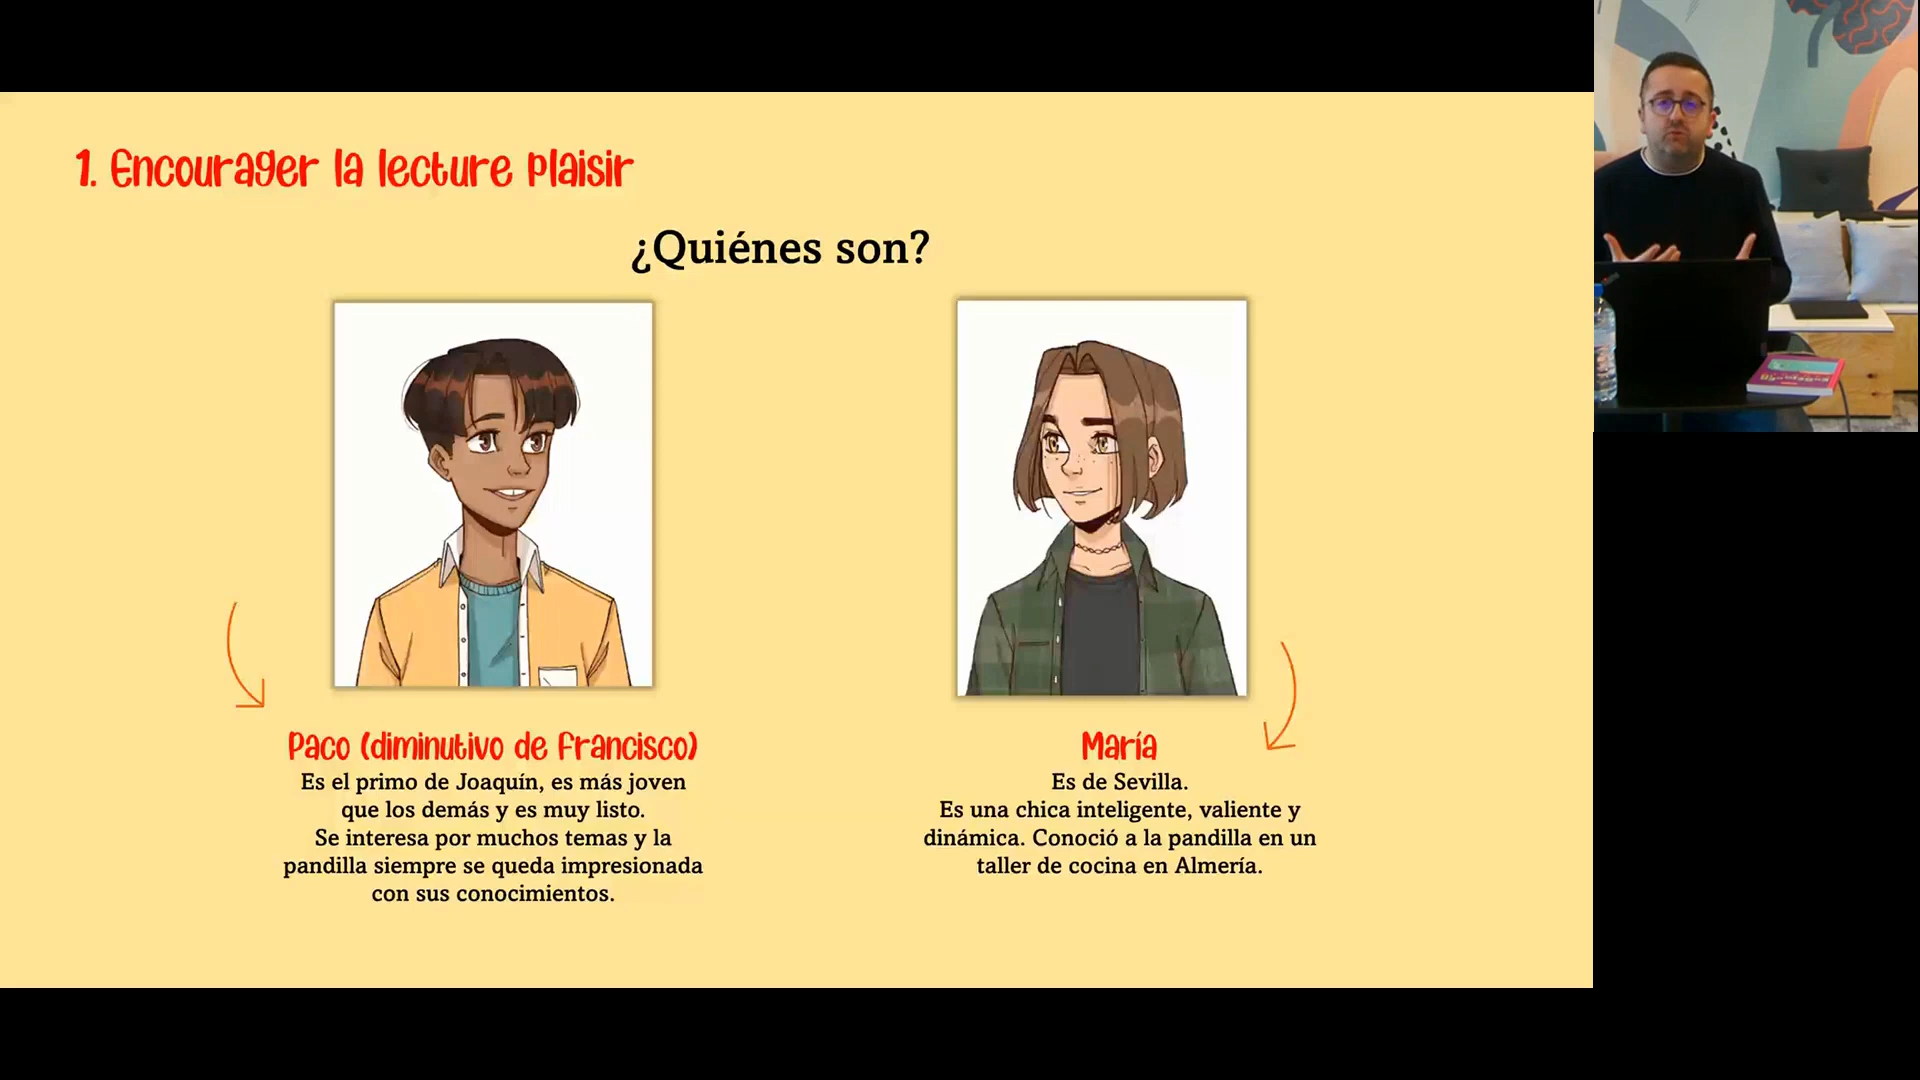 1. Encourager la lecture plaisir
¿Quiénes son?
Paco (diminutivo de Francisco)
Es el primo de Joaquín, es más joven
que los demás y es muy listo.
Se interesa por muchos temas y la
pandilla siempre se queda impresionada
con sus conocimientos.
María
Es de Sevilla.
Es una chica inteligente, valiente y
dinámica. Conoció a la pandilla en un
taller de cocina en Almería.